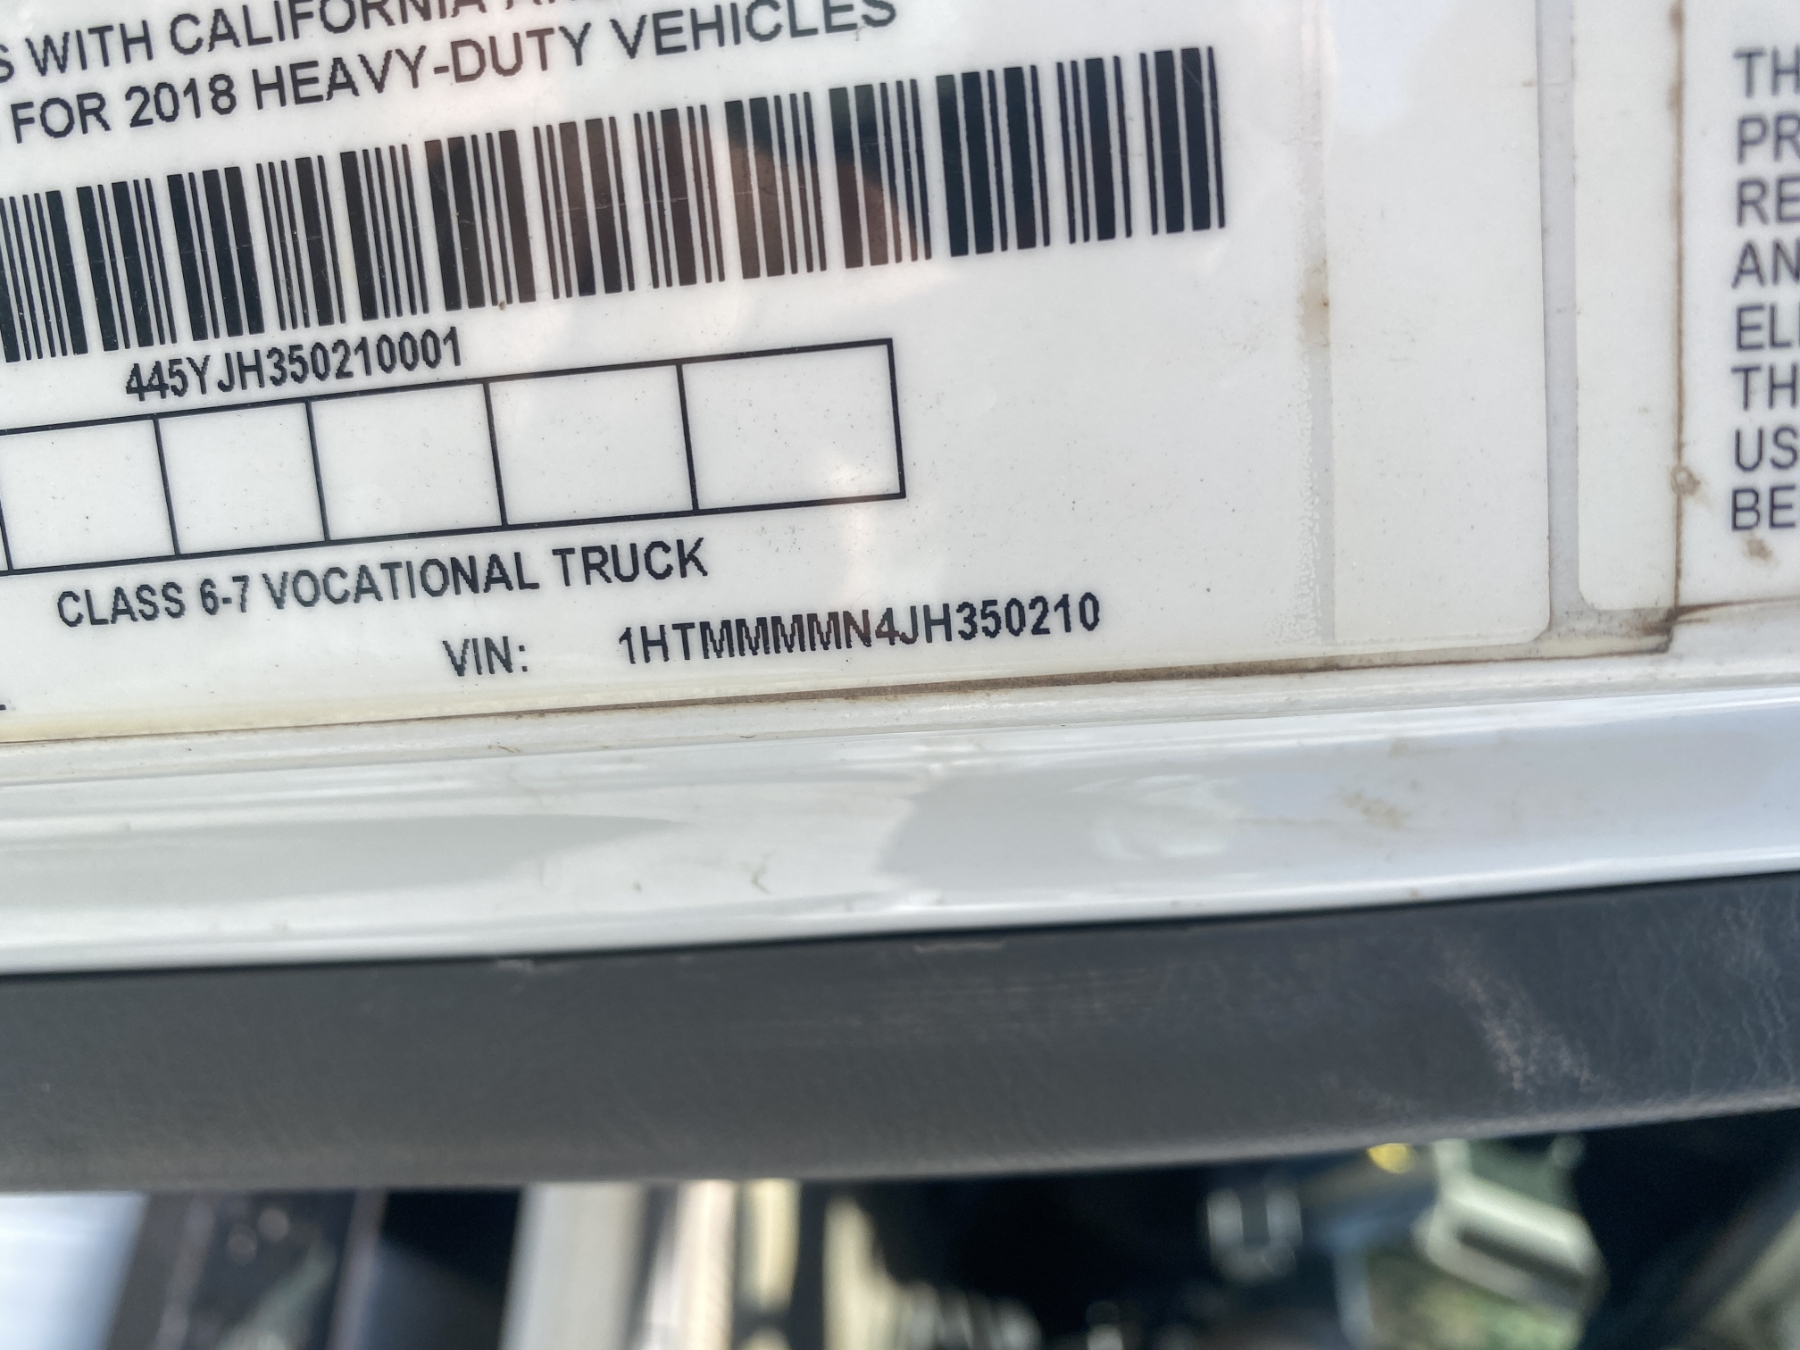 S WITH CALIFORNIA
FOR 2018 HEAVY-DUTY VEHICLES
445YJH350210001
CLASS 6-7 VOCATIONAL TRUCK
VIN: 1HTMMMMN4JH350210
TH
PR
RE
AN
EL
TH
US
BE